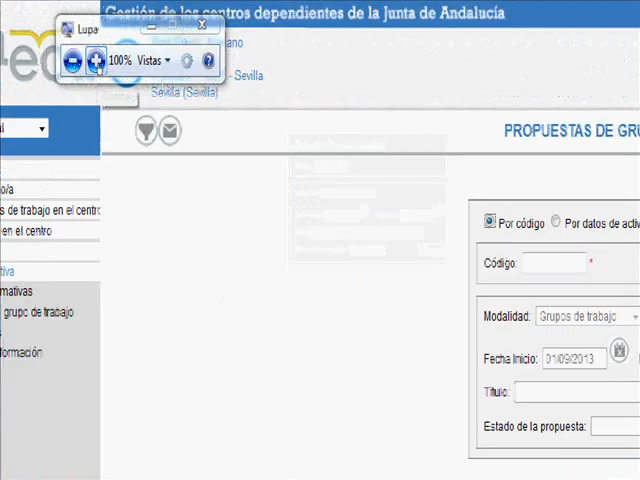 Gestión de los centros dependientes de la Junta de Andalucía
Lupa
100% Vistas
- Sevilla
Sevilla (Sevilla)
PROPUESTAS DE GRU
o/a
s de trabajo en el centro
en el centro
tiva
rmativas
grupo de trabajo
formación
Por código
Por datos de activ
Código:
*
Modalidad:
Grupos de trabajo
Fecha Inicio:
01/09/2013
Título:
Estado de la propuesta: